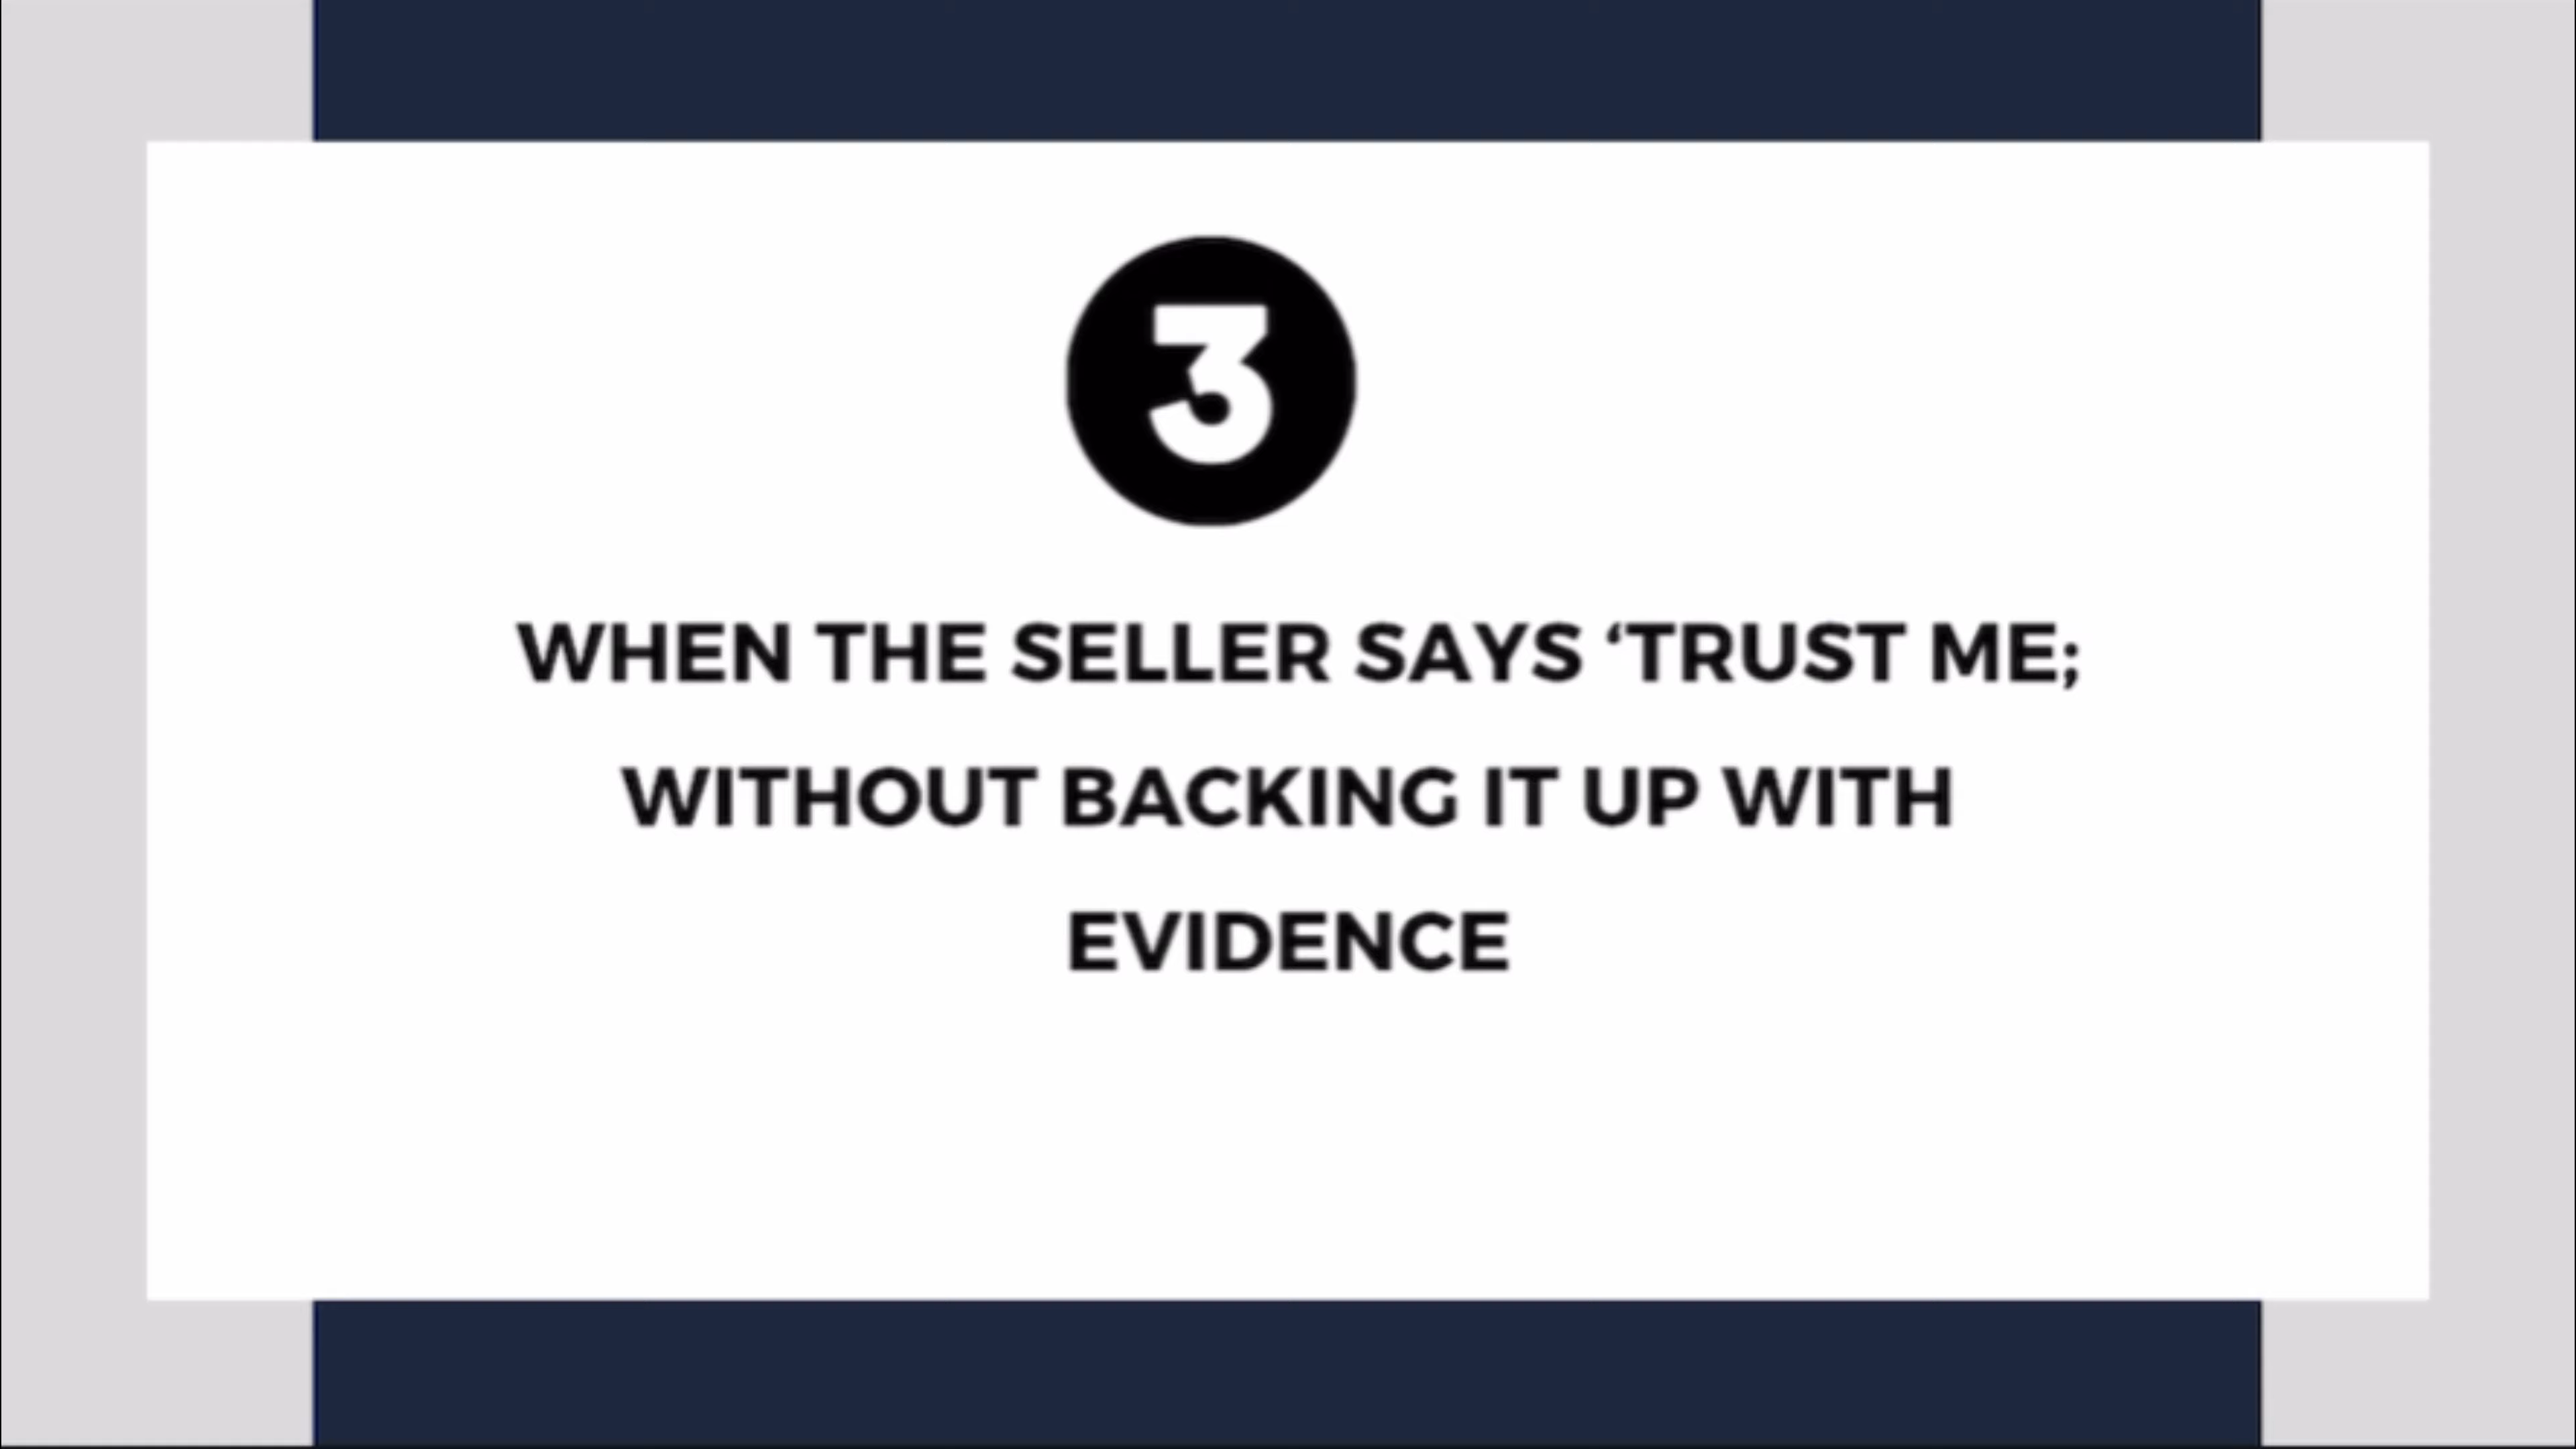 3
WHEN THE SELLER SAYS ‘TRUST ME;
WITHOUT BACKING IT UP WITH
EVIDENCE